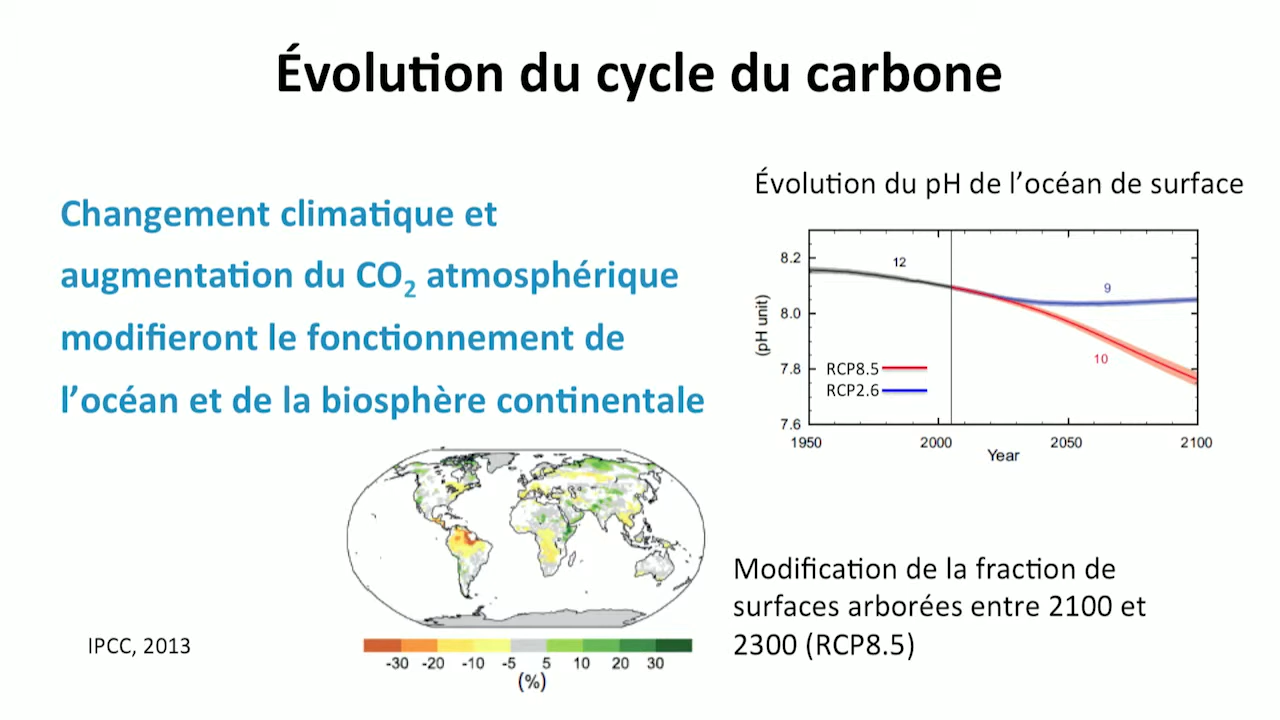 Évolution du cycle du carbone
Changement climatique et
augmentation du CO₂ atmosphérique
modifieront le fonctionnement de
l’océan et de la biosphère continentale
Évolution du pH de l’océan de surface
8.2
8.0
7.8
7.6
(pH unit)
12
9
10
RCP8.5
RCP2.6
1950 2000 2050 2100
Year
Modification de la fraction de
surfaces arborées entre 2100 et
2300 (RCP8.5)
-30 -20 -10 -5 5 10 20 30
(%)
IPCC, 2013